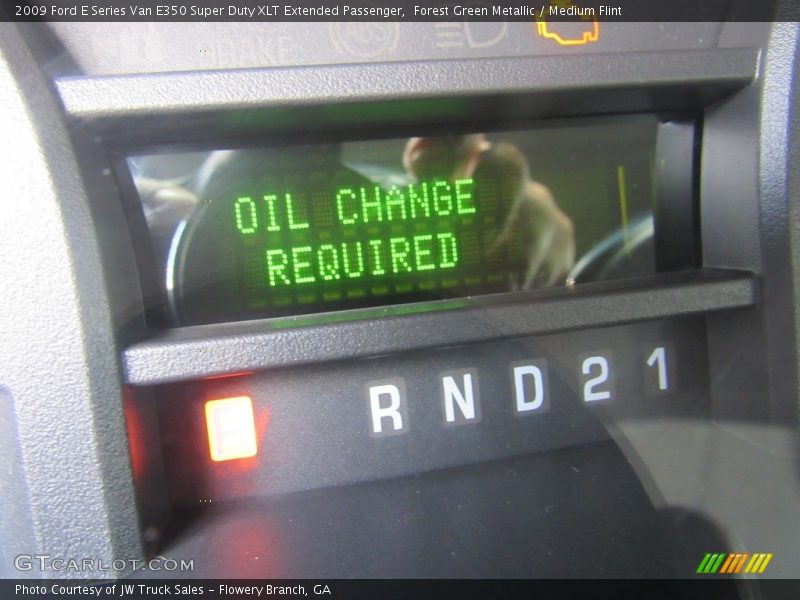 2009 Ford E Series Van E350 Super Duty XLT Extended Passenger,  Forest Green Metallic / Medium Flint
BRAKE
OIL CHANGE
REQUIRED
P R N D 2 1
GTCARLOT.COM
Photo Courtesy of JW Truck Sales - Flowery Branch, GA